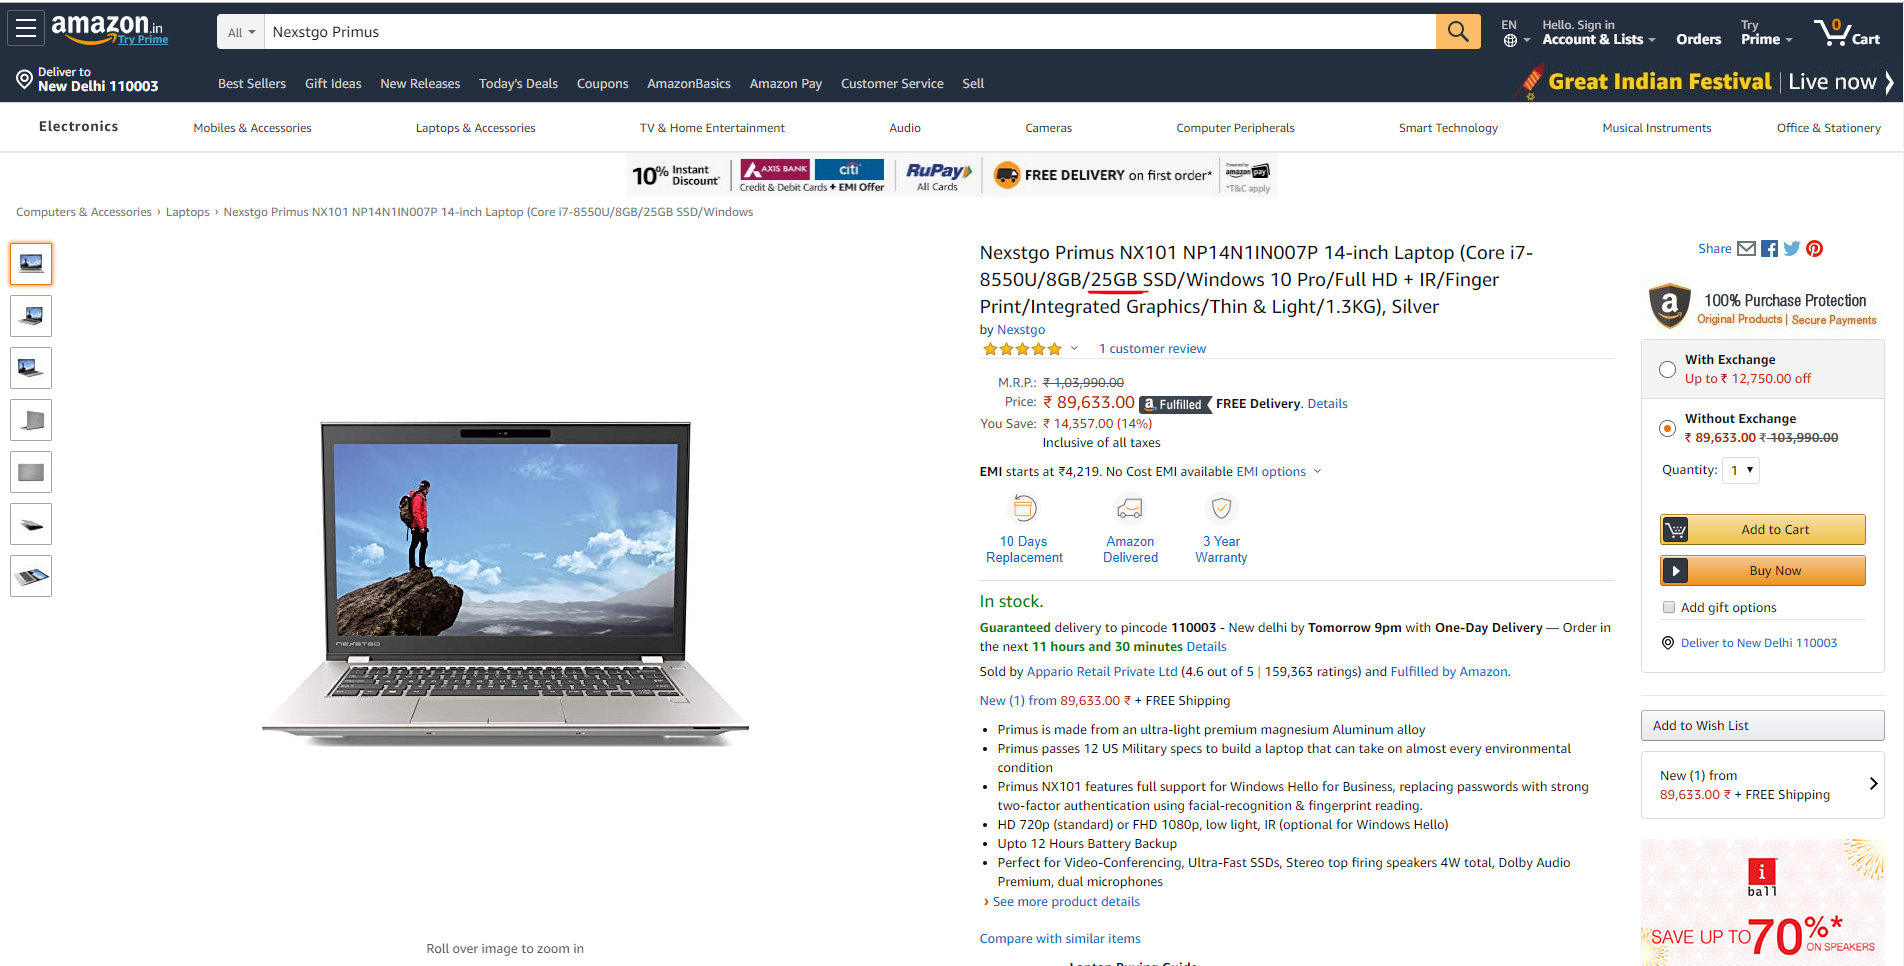 amazon.in
Try Prime
All
Nexstgo Primus
EN
Hello. Sign in
Account & Lists
Orders
Try
Prime
0
Cart
Deliver to
New Delhi 110003
Best Sellers
Gift Ideas
New Releases
Today's Deals
Coupons
AmazonBasics
Amazon Pay
Customer Service
Sell
Great Indian Festival | Live now
Electronics
Mobiles & Accessories
Laptops & Accessories
TV & Home Entertainment
Audio
Cameras
Computer Peripherals
Smart Technology
Musical Instruments
Office & Stationery
10% Instant Discount*
AXIS BANK
citi
Credit & Debit Cards + EMI Offer
RuPay
All Cards
FREE DELIVERY on first order*
Powered by
amazon pay
*T&C apply
Computers & Accessories › Laptops › Nexstgo Primus NX101 NP14N1IN007P 14-inch Laptop (Core i7-8550U/8GB/25GB SSD/Windows
Nexstgo Primus NX101 NP14N1IN007P 14-inch Laptop (Core i7-
8550U/8GB/25GB SSD/Windows 10 Pro/Full HD + IR/Finger
Print/Integrated Graphics/Thin & Light/1.3KG), Silver
by Nexstgo
1 customer review
M.R.P.: ₹ 1,03,990.00
Price: ₹ 89,633.00 a Fulfilled FREE Delivery. Details
You Save: ₹ 14,357.00 (14%)
Inclusive of all taxes
EMI starts at ₹4,219. No Cost EMI available EMI options
10 Days
Replacement
Amazon
Delivered
3 Year
Warranty
In stock.
Guaranteed delivery to pincode 110003 - New delhi by Tomorrow 9pm with One-Day Delivery — Order in
the next 11 hours and 30 minutes Details
Sold by Appario Retail Private Ltd (4.6 out of 5 | 159,363 ratings) and Fulfilled by Amazon.
New (1) from 89,633.00 ₹ + FREE Shipping
• Primus is made from an ultra-light premium magnesium Aluminum alloy
• Primus passes 12 US Military specs to build a laptop that can take on almost every environmental
condition
• Primus NX101 features full support for Windows Hello for Business, replacing passwords with strong
two-factor authentication using facial-recognition & fingerprint reading.
• HD 720p (standard) or FHD 1080p, low light, IR (optional for Windows Hello)
• Upto 12 Hours Battery Backup
• Perfect for Video-Conferencing, Ultra-Fast SSDs, Stereo top firing speakers 4W total, Dolby Audio
Premium, dual microphones
› See more product details
Compare with similar items
Laptop Buying Guide
NEXSTGO
Roll over image to zoom in
Share
a
100% Purchase Protection
Original Products | Secure Payments
With Exchange
Up to ₹ 12,750.00 off
Without Exchange
₹ 89,633.00 ₹ 103,990.00
Quantity: 1
Add to Cart
Buy Now
Add gift options
Deliver to New Delhi 110003
Add to Wish List
New (1) from
89,633.00 ₹ + FREE Shipping
i
ball
SAVE UP TO 70%*
ON SPEAKERS